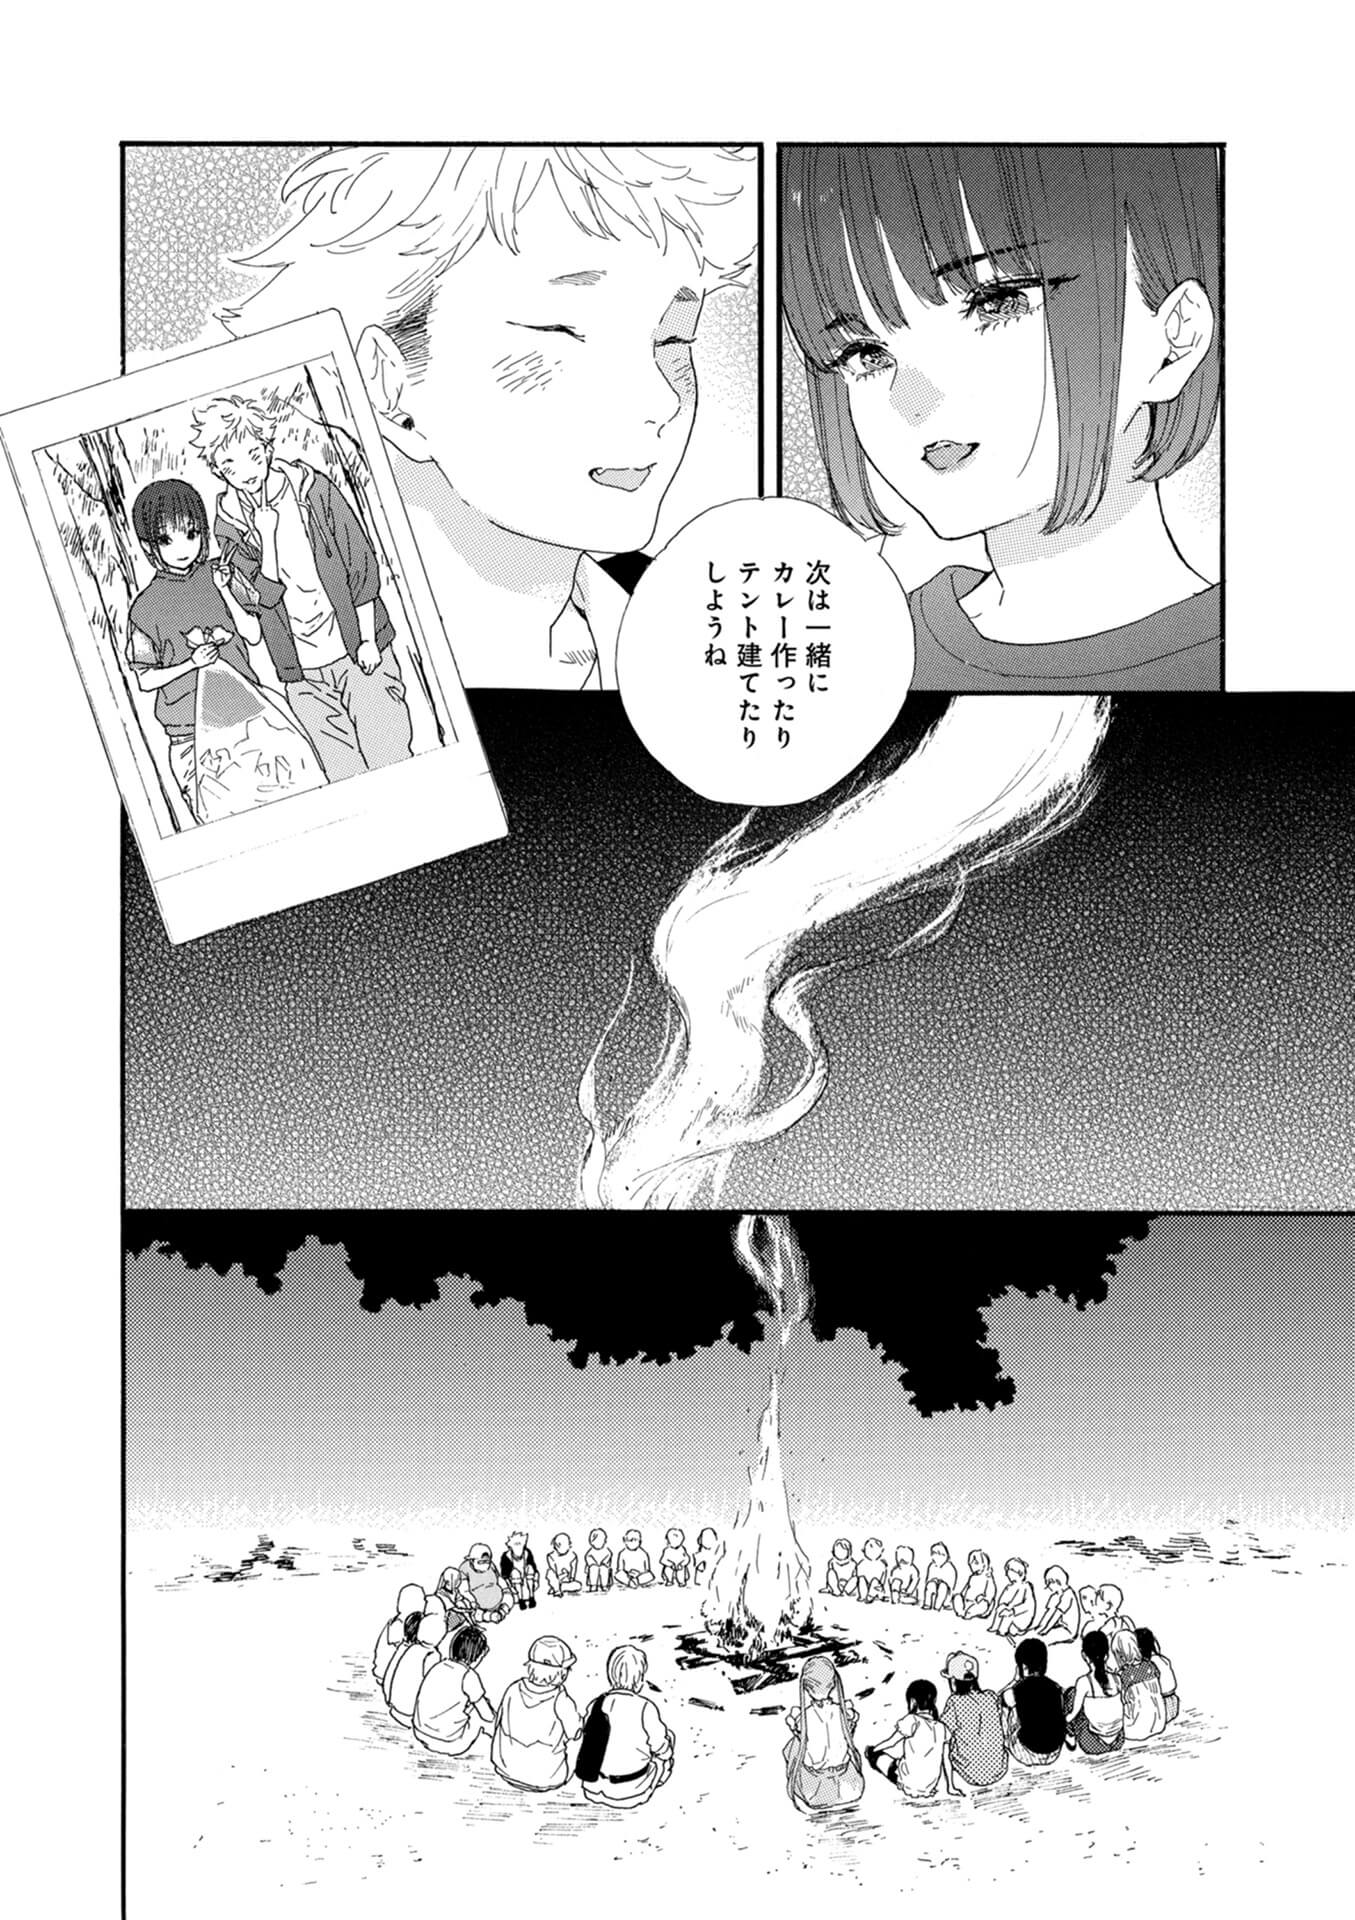 次は一緒に
カレー作ったり
テント建てたり
しようね